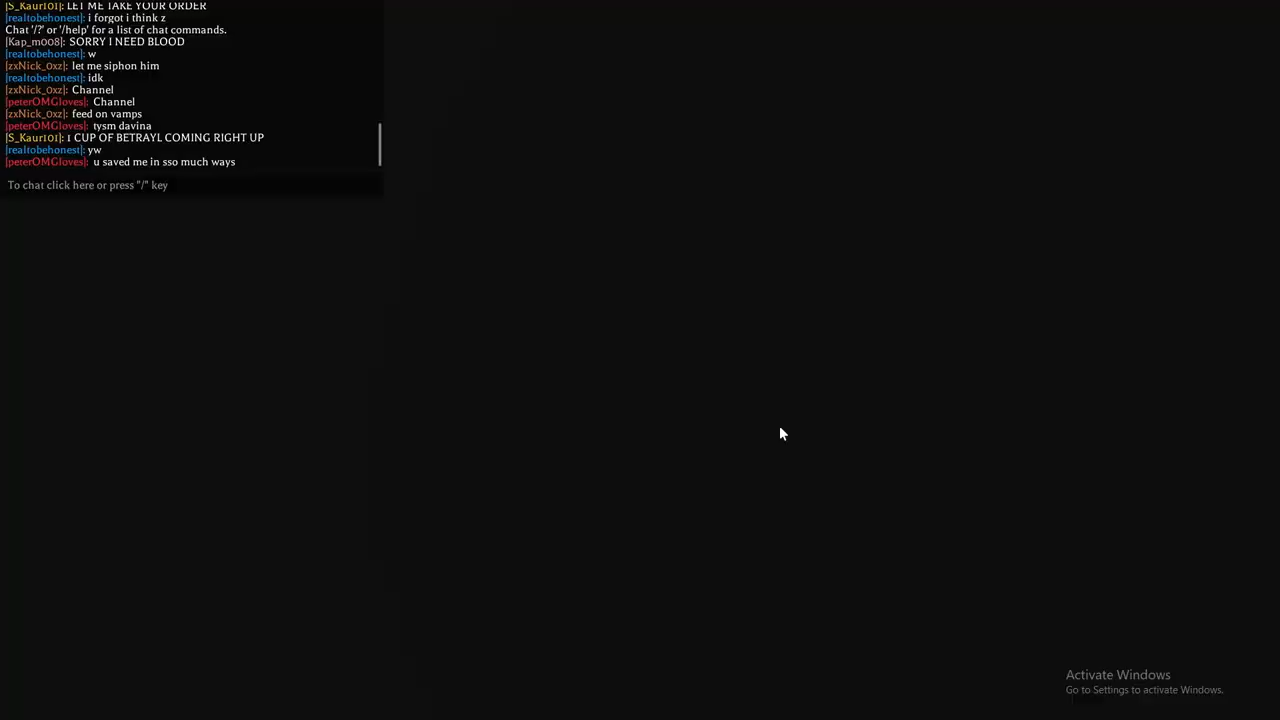 [S_Kaur101]: LET ME TAKE YOUR ORDER
[realtobehonest]: i forgot i think z
Chat '/?' or '/help' for a list of chat commands.
[Kap_m008]: SORRY I NEED BLOOD
[realtobehonest]: w
[zxNick_0xz]: let me siphon him
[realtobehonest]: idk
[zxNick_0xz]: Channel
[peterOMGloves]: Channel
[zxNick_0xz]: feed on vamps
[peterOMGloves]: tysm davina
[S_Kaur101]: 1 CUP OF BETRAYL COMING RIGHT UP
[realtobehonest]: yw
[peterOMGloves]: u saved me in sso much ways
To chat click here or press "/" key
Activate Windows
Go to Settings to activate Windows.